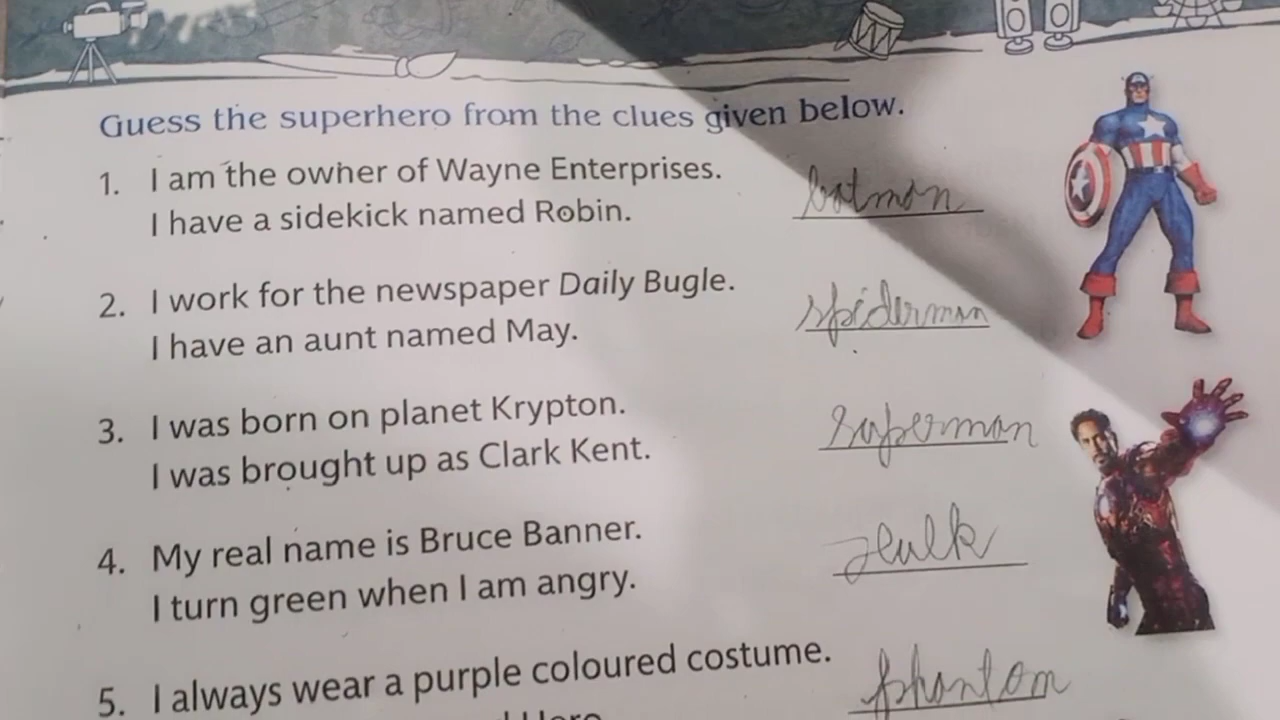 Guess the superhero from the clues given below.
1. I am the owner of Wayne Enterprises. batman
I have a sidekick named Robin.
2. I work for the newspaper Daily Bugle. spiderman
I have an aunt named May.
3. I was born on planet Krypton. Superman
I was brought up as Clark Kent.
4. My real name is Bruce Banner. Hulk
I turn green when I am angry.
5. I always wear a purple coloured costume. phantom